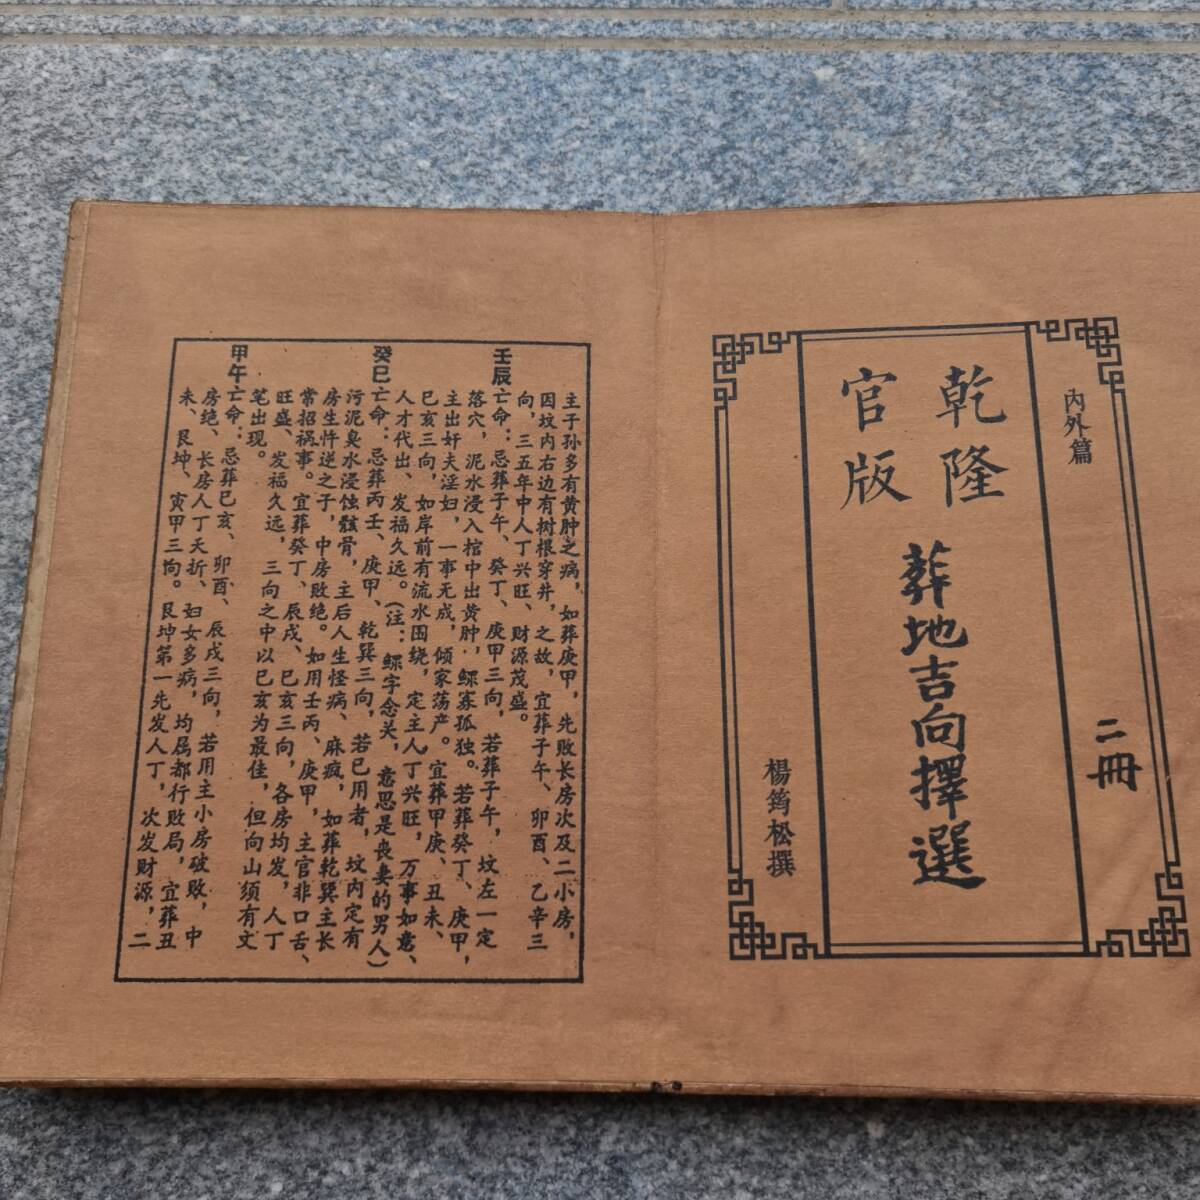 内外篇
二冊
乾隆
官版
葬地吉向擇選
楊筠松撰
主子孙多有黄肿之病，如葬庚甲，先败长房次及二小房，
因坟内右边有树根穿井，之故，宜葬子午、卯酉、乙辛三
向，三五年中人丁兴旺、财源茂盛。
壬辰亡命：忌葬子午、癸丁、庚甲三向，若葬子午，坟左一定
落穴，泥水浸入棺中出黄肿，鳏寡孤独。若葬癸丁、庚甲，
主出奸夫淫妇，一事无成，倾家荡产。宜葬甲庚、丑未、
巳亥三向，如岸前有流水围绕，定主人丁兴旺，万事如意、
人才代出、发福久远。（注：鳏字念关，意思是丧妻的男人）
癸巳亡命：忌葬丙壬、庚甲、乾巽三向，若已用者，坟内定有
污泥臭水浸蚀骸骨，主后人生怪病、麻疯，如葬乾巽主长
房生忤逆之子，中房败绝。如用壬丙、庚甲，主官非口舌、
常招祸事。宜葬癸丁、辰戌、巳亥三向，各房均发，人丁
旺盛、发福久远，三向之中以巳亥为最佳，但向山须有文
笔出现。
甲午亡命：忌葬巳亥、卯酉、辰戌三向，若用主小房破败，中
房绝、长房人丁夭折、妇女多病，均属都行败局，宜葬丑
未、艮坤、寅甲三向。艮坤第一先发人丁，次发财源，二